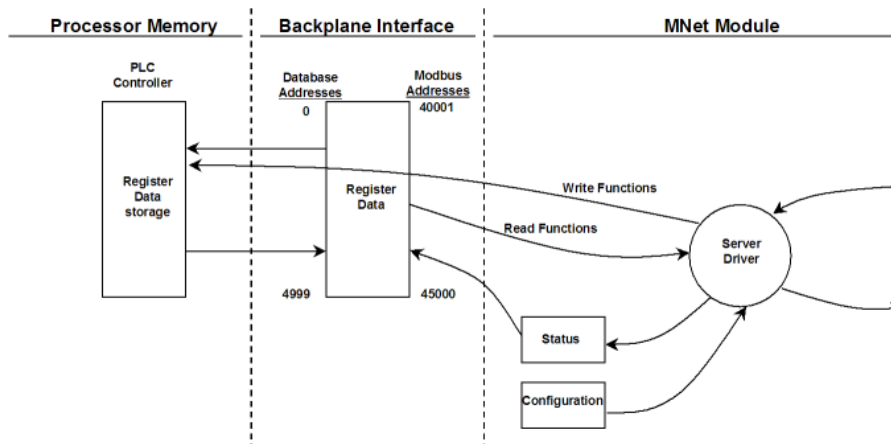 Processor Memory
Backplane Interface
MNet Module
PLC
Controller
Database
Addresses
0
Modbus
Addresses
40001
Register
Data
storage
Register
Data
Write Functions
Read Functions
Server
Driver
4999
45000
Status
Configuration